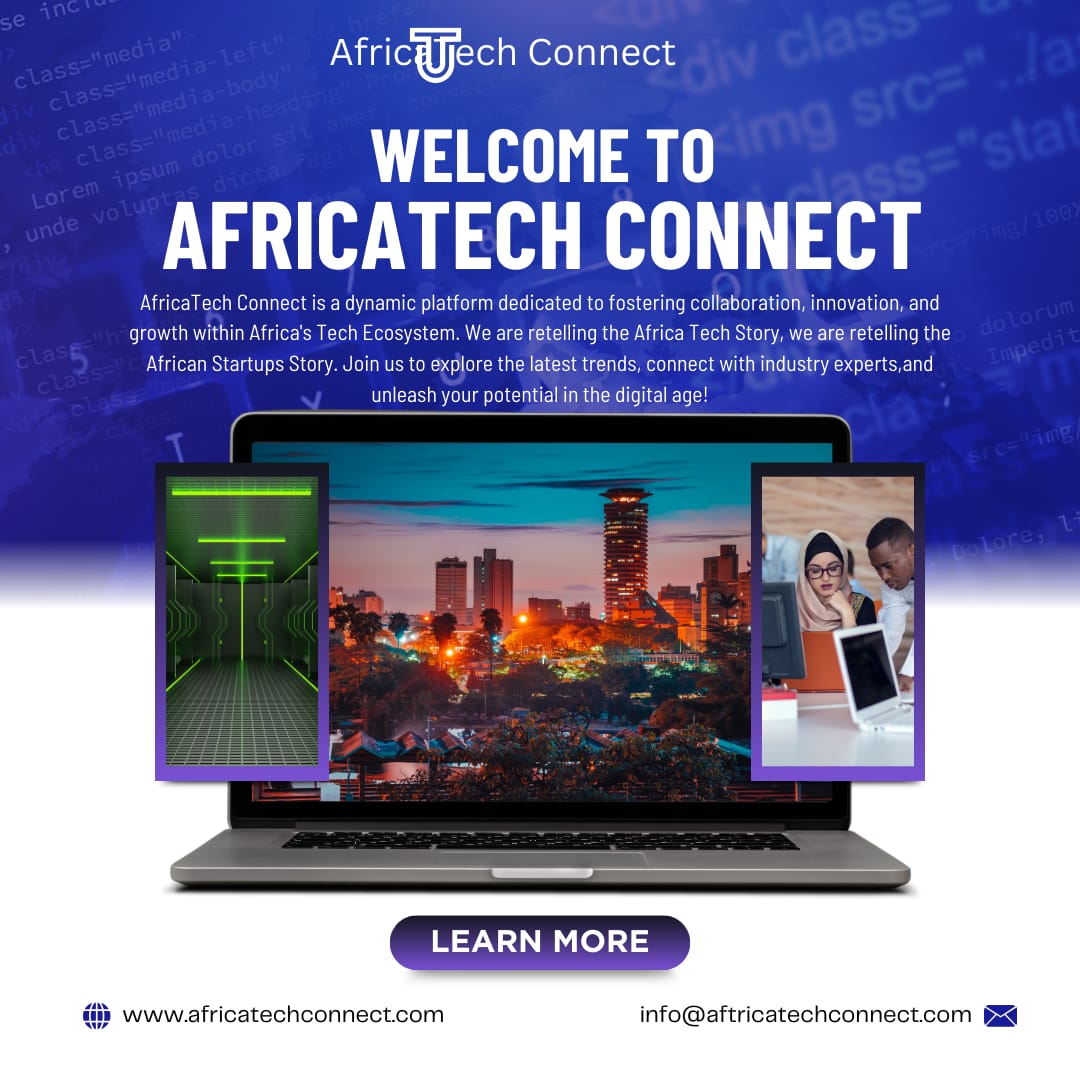 AfricaTech Connect
WELCOME TO
AFRICATECH CONNECT
AfricaTech Connect is a dynamic platform dedicated to fostering collaboration, innovation, and
growth within Africa's Tech Ecosystem. We are retelling the Africa Tech Story, we are retelling the
African Startups Story. Join us to explore the latest trends, connect with industry experts,and
unleash your potential in the digital age!
LEARN MORE
www.africatechconnect.com
info@aftricatechconnect.com